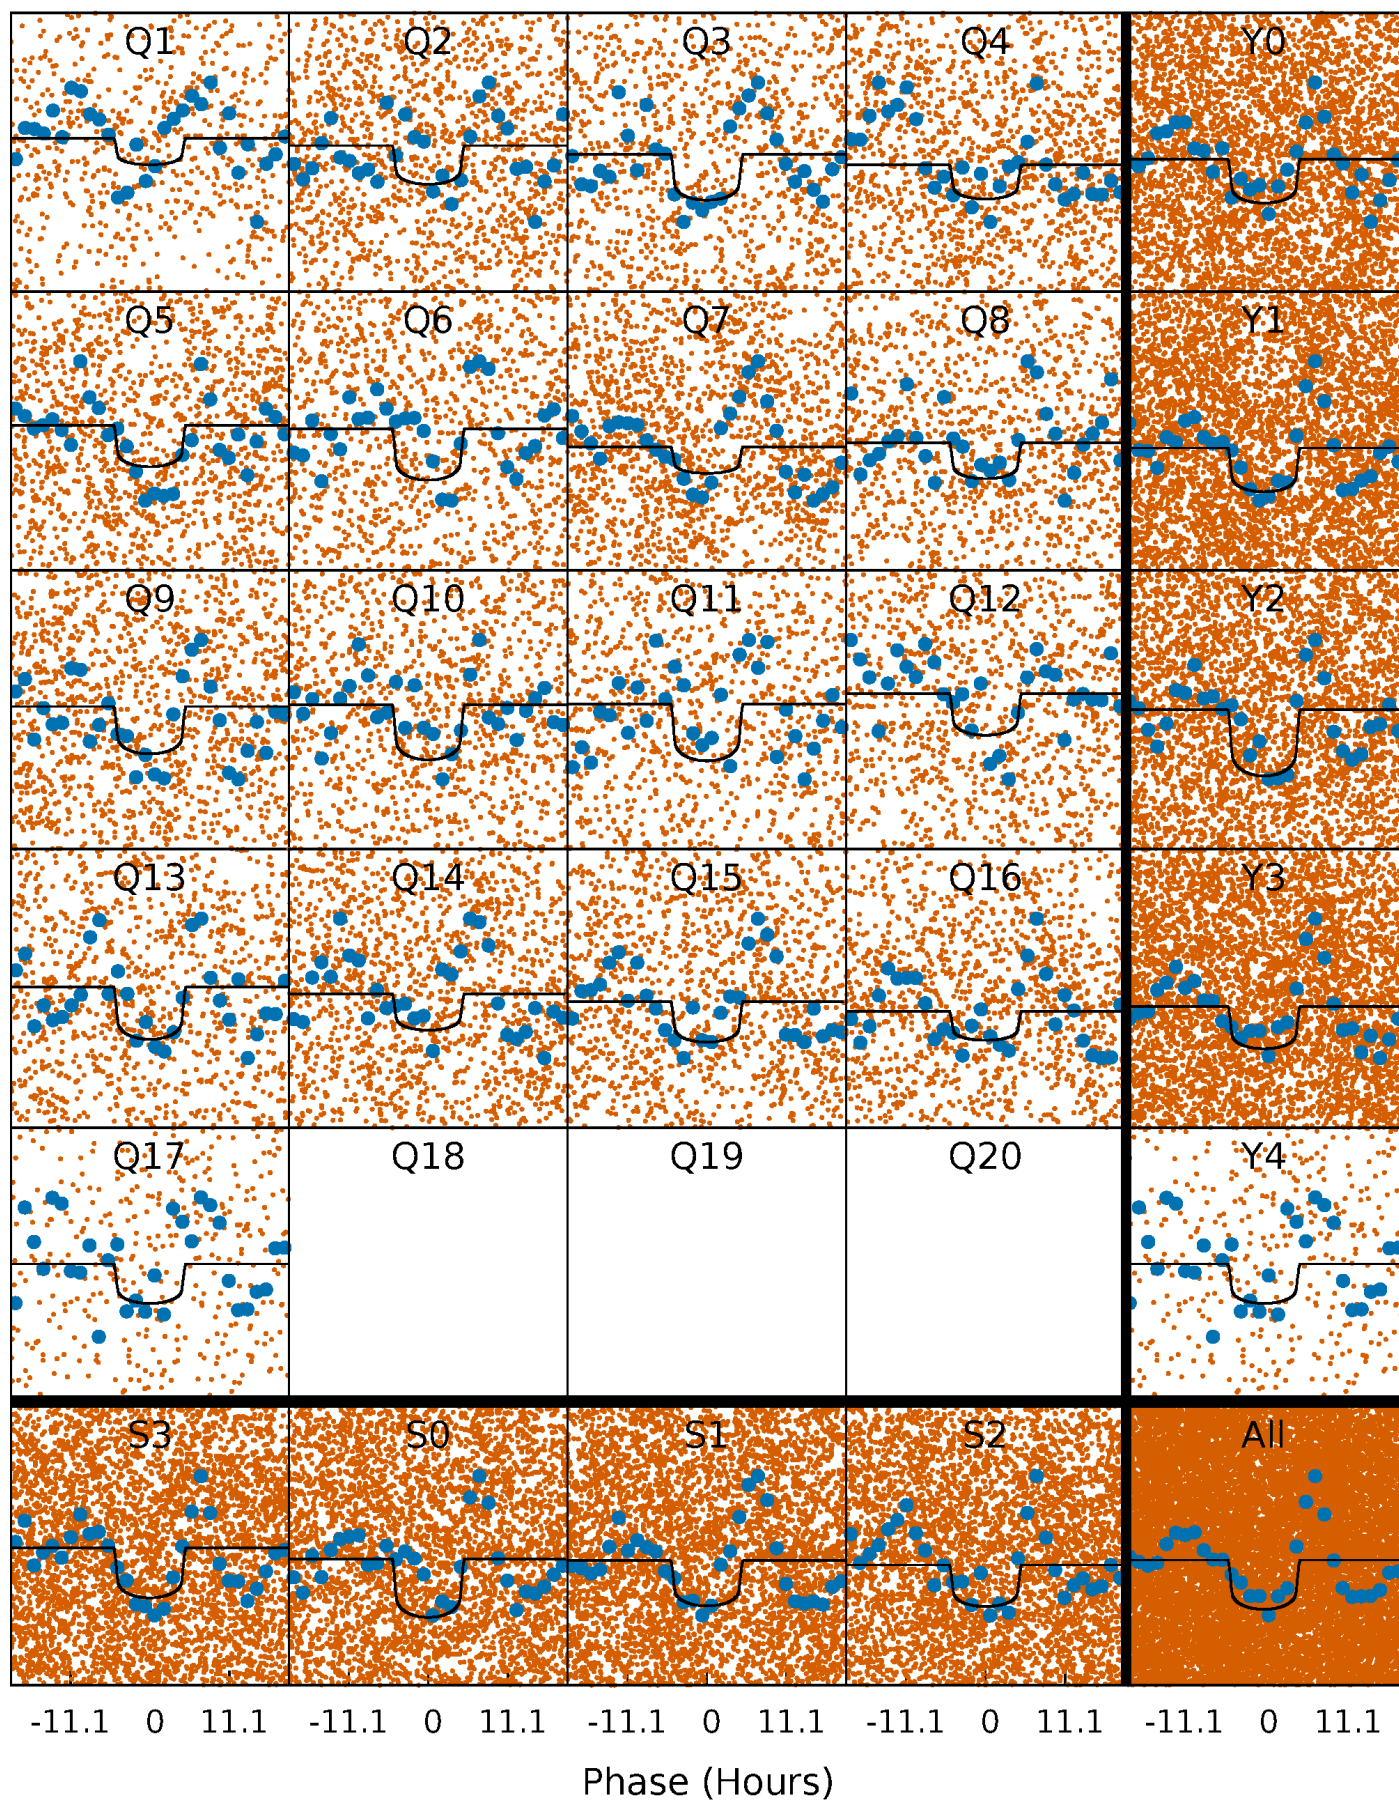 Q1 Q2 Q3 Q4 Y0
Q5 Q6 Q7 Q8 Y1
Q9 Q10 Q11 Q12 Y2
Q13 Q14 Q15 Q16 Y3
Q17 Q18 Q19 Q20 Y4
S3 S0 S1 S2 All
-11.1 0 11.1 -11.1 0 11.1 -11.1 0 11.1 -11.1 0 11.1 -11.1 0 11.1
Phase (Hours)